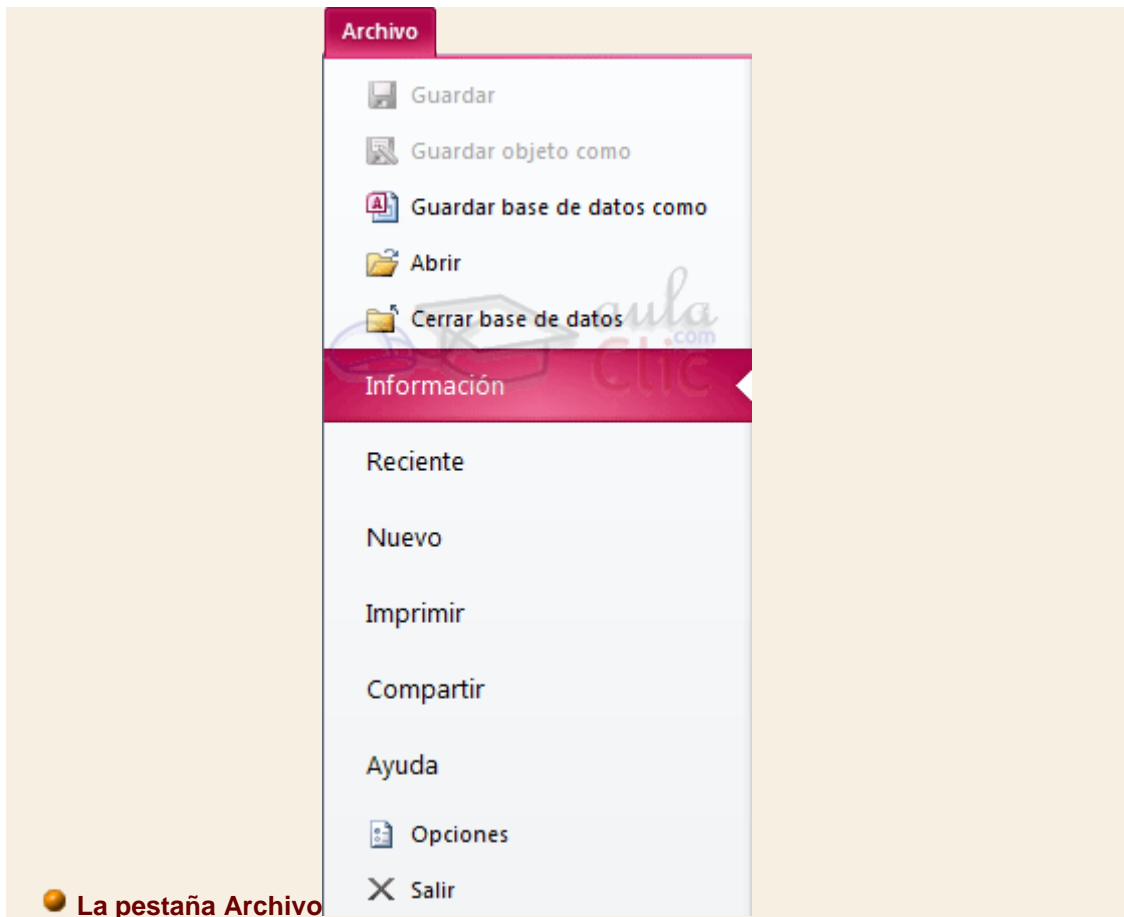 Archivo
Guardar
Guardar objeto como
Guardar base de datos como
Abrir
Cerrar base de datos
aula
Clic
.com
Información
Reciente
Nuevo
Imprimir
Compartir
Ayuda
Opciones
Salir
La pestaña Archivo